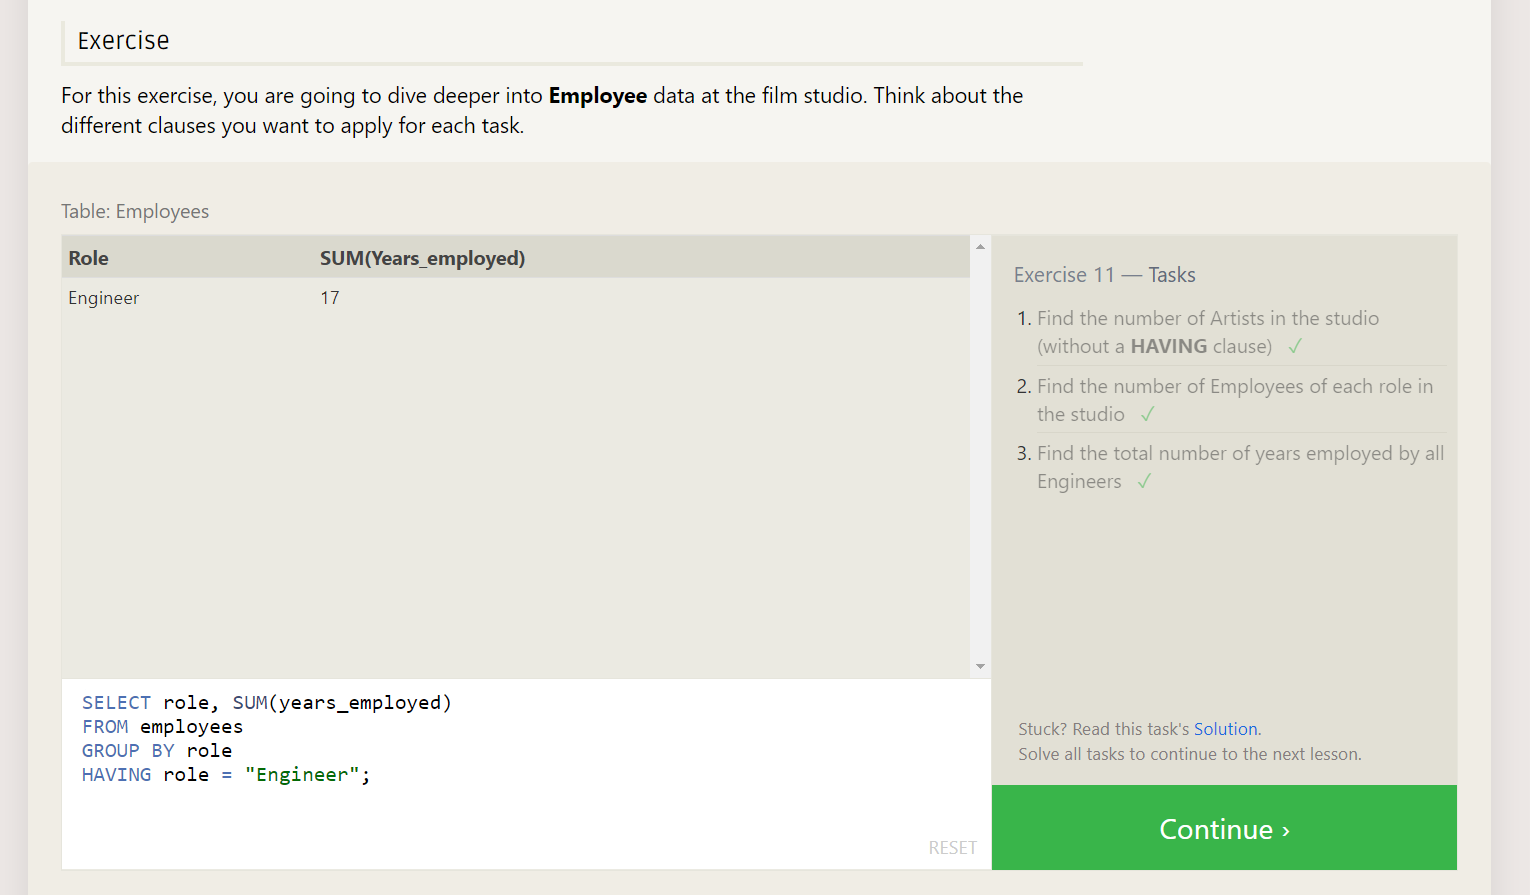 Exercise
For this exercise, you are going to dive deeper into Employee data at the film studio. Think about the
different clauses you want to apply for each task.
Table: Employees
Role SUM(Years_employed)
Engineer 17
SELECT role, SUM(years_employed)
FROM employees
GROUP BY role
HAVING role = "Engineer";
RESET
Exercise 11 — Tasks
1. Find the number of Artists in the studio
(without a HAVING clause) ✓
2. Find the number of Employees of each role in
the studio ✓
3. Find the total number of years employed by all
Engineers ✓
Stuck? Read this task's Solution.
Solve all tasks to continue to the next lesson.
Continue ›